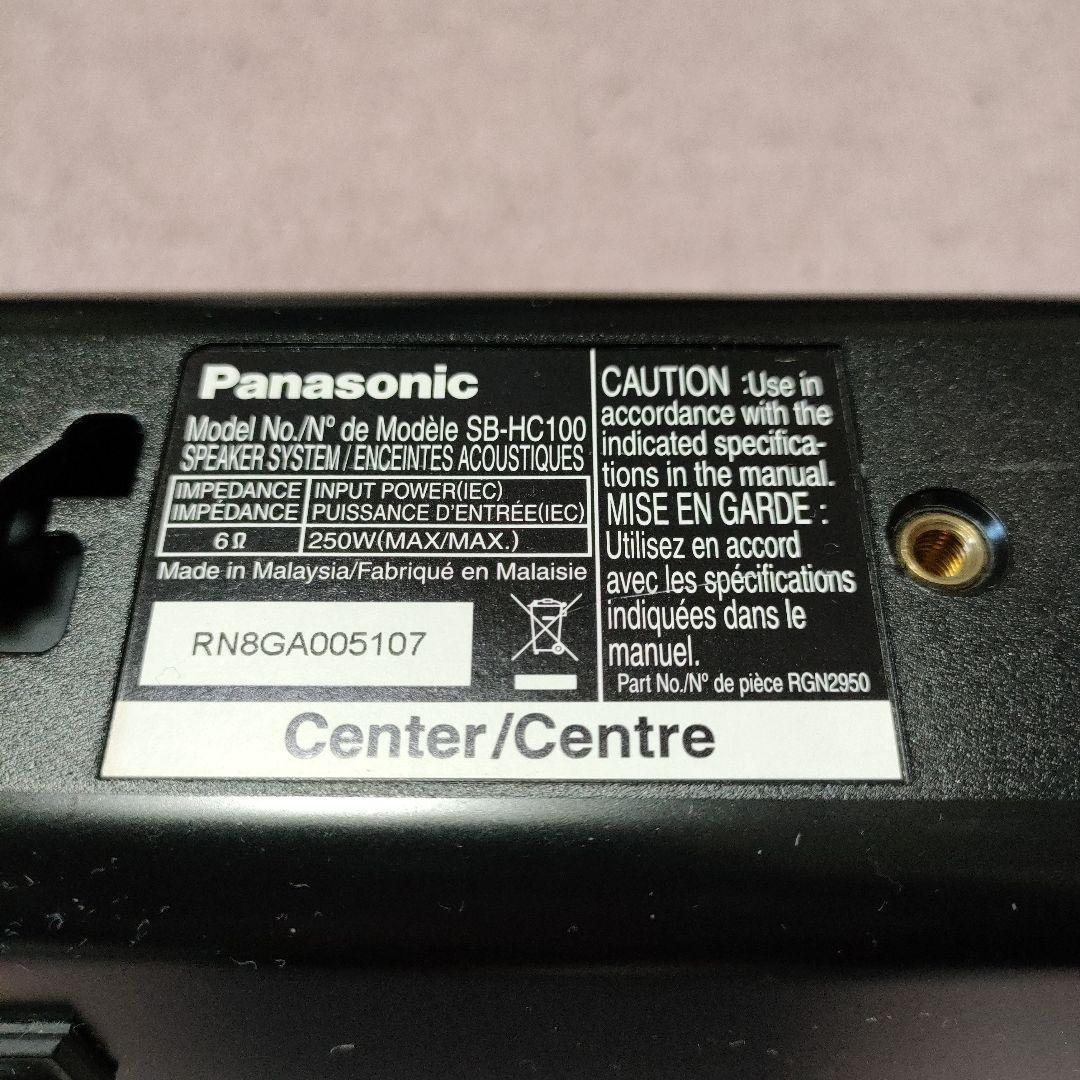 Panasonic
Model No./N° de Modèle SB-HC100
SPEAKER SYSTEM / ENCEINTES ACOUSTIQUES
IMPEDANCE INPUT POWER(IEC)
IMPÉDANCE PUISSANCE D'ENTRÉE(IEC)
6Ω 250W(MAX/MAX.)
Made in Malaysia/Fabriqué en Malaisie
RN8GA005107
CAUTION :Use in
accordance with the
indicated specifica-
tions in the manual.
MISE EN GARDE :
Utilisez en accord
avec les spécifications
indiquées dans le
manuel.
Part No./N° de pièce RGN2950
Center/Centre